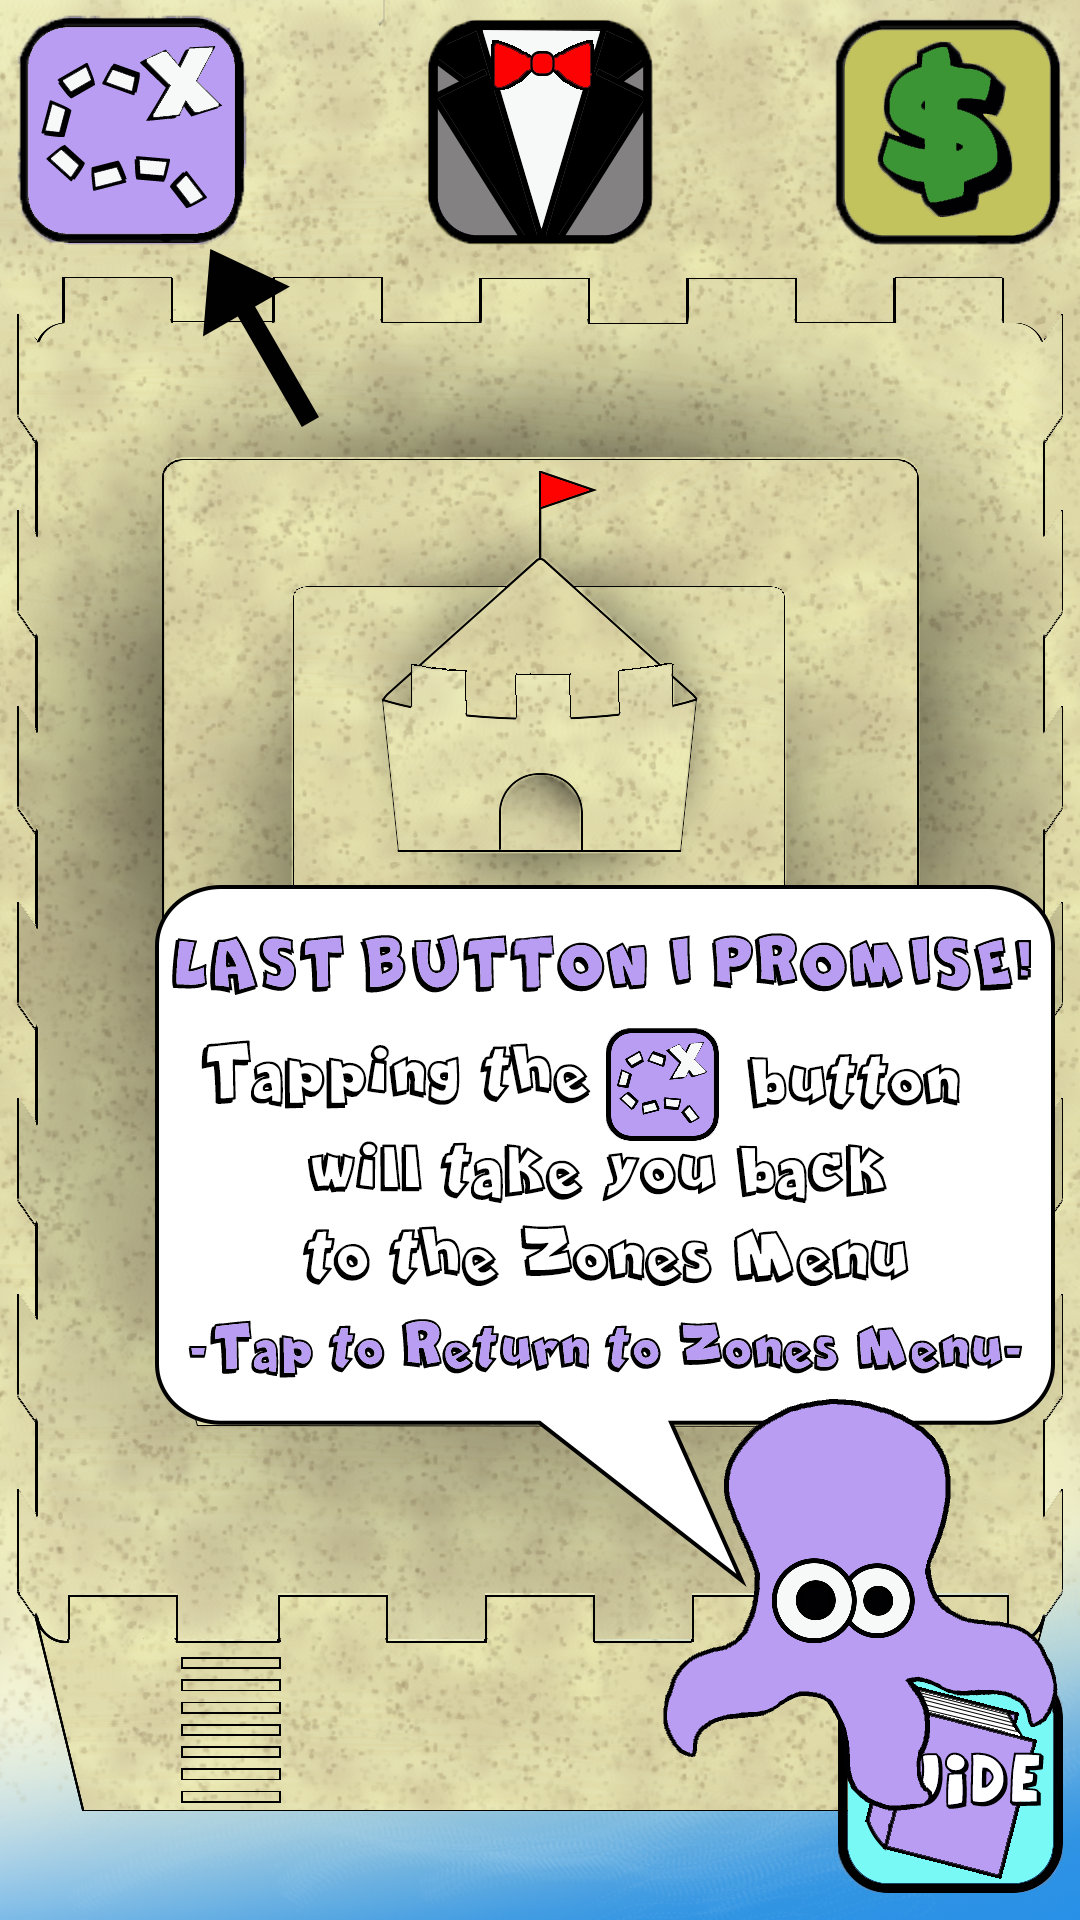 X
$
LAST BUTTON I PROMISE!
Tapping the X button
will take you back
to the Zones Menu
-Tap to Return to Zones Menu-
UiDE